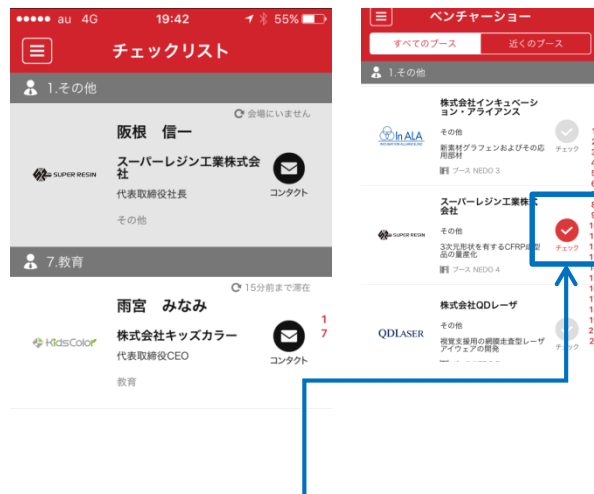 ●●●●● au 4G 19:42 55%
チェックリスト
1.その他
会場にいません
阪根 信一
スーパーレジン工業株式会
社
代表取締役社長
その他
SUPER RESIN
コンタクト
7.教育
15分前まで滞在
雨宮 みなみ
株式会社キッズカラー
代表取締役CEO
教育
KidsColor
コンタクト
1
7
ベンチャーショー
すべてのブース 近くのブース
1.その他
株式会社インキュベーシ
ョン・アライアンス
その他
新素材グラフェンおよびその応
用部材
ブース NEDO 3
In ALA
チェック
スーパーレジン工業株式
会社
その他
3次元形状を有するCFRP成型
品の量産化
ブース NEDO 4
SUPER RESIN
チェック
株式会社QDレーザ
その他
視覚支援用の網膜走査型レーザ
アイウェアの開発
QDLASER
チェック